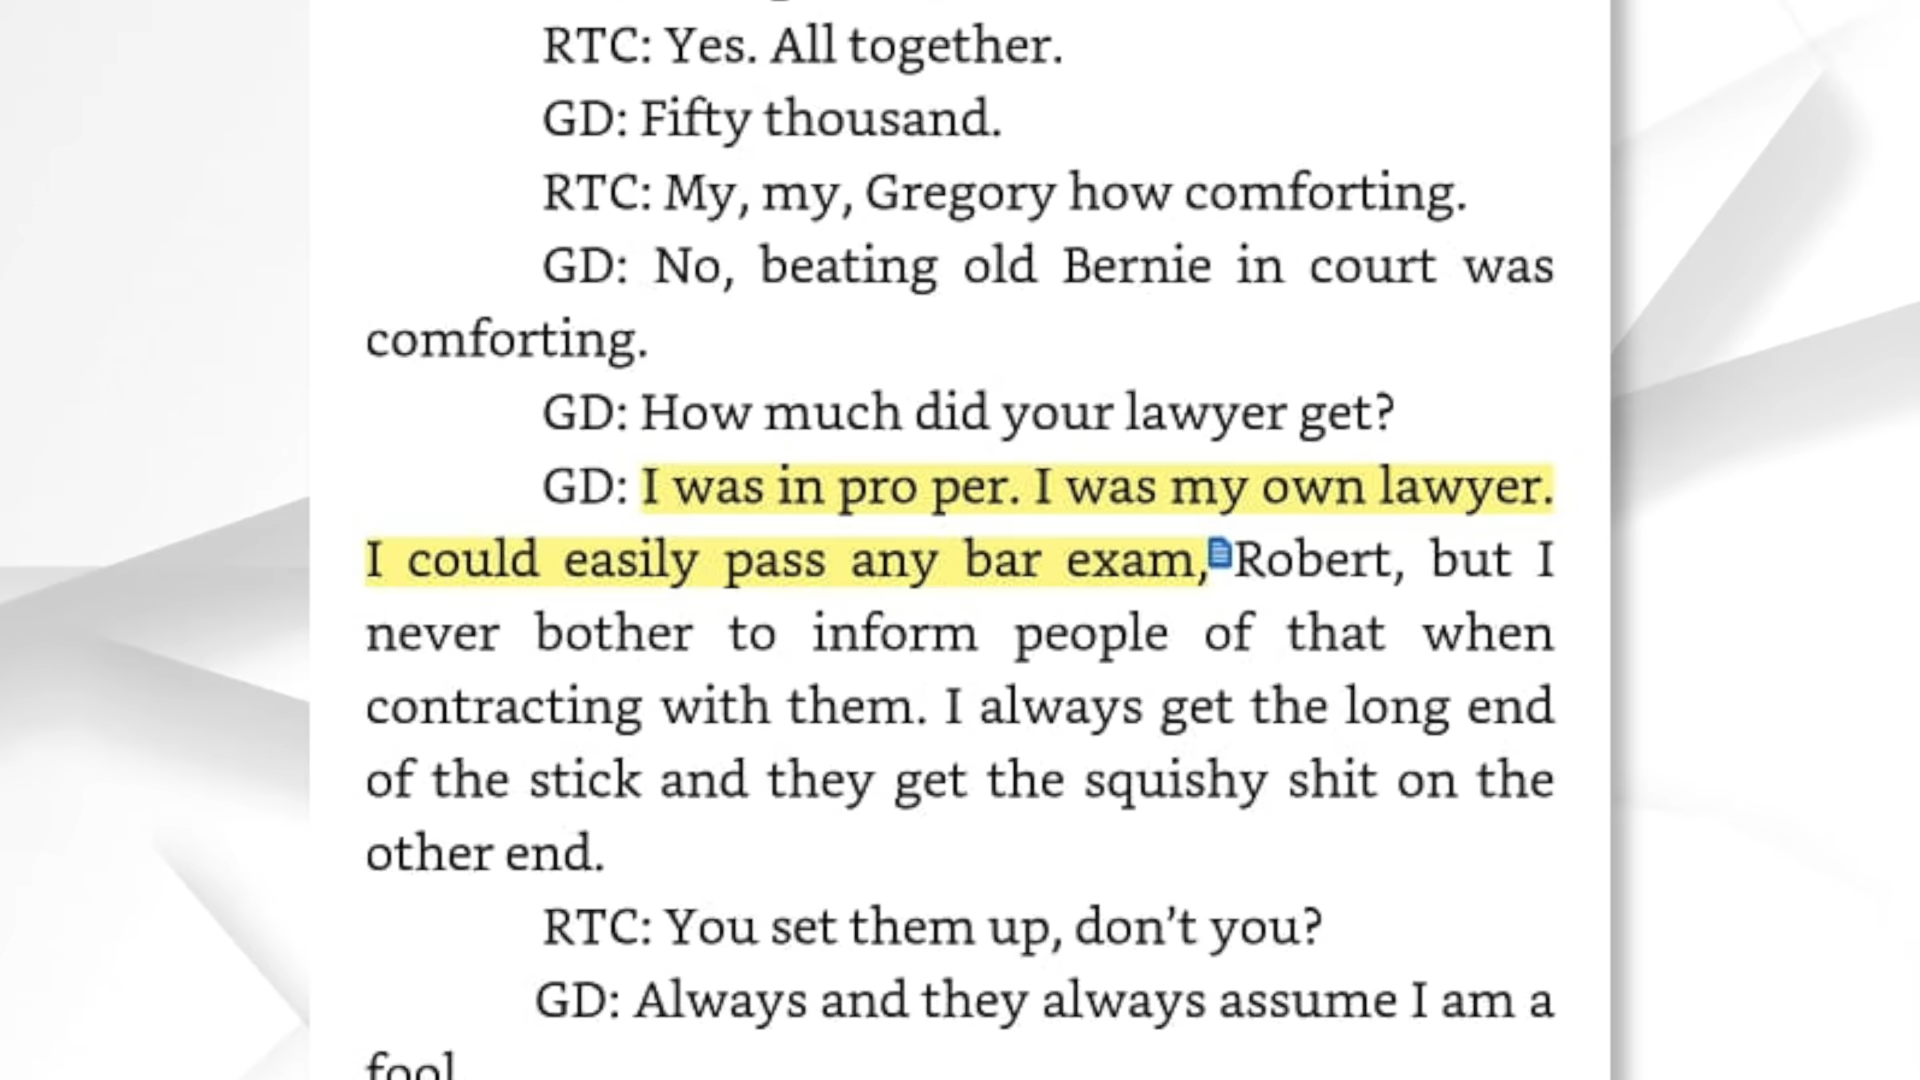 RTC: Yes. All together.
GD: Fifty thousand.
RTC: My, my, Gregory how comforting.
GD: No, beating old Bernie in court was
comforting.
GD: How much did your lawyer get?
GD: I was in pro per. I was my own lawyer.
I could easily pass any bar exam, Robert, but I
never bother to inform people of that when
contracting with them. I always get the long end
of the stick and they get the squishy shit on the
other end.
RTC: You set them up, don’t you?
GD: Always and they always assume I am a
fool